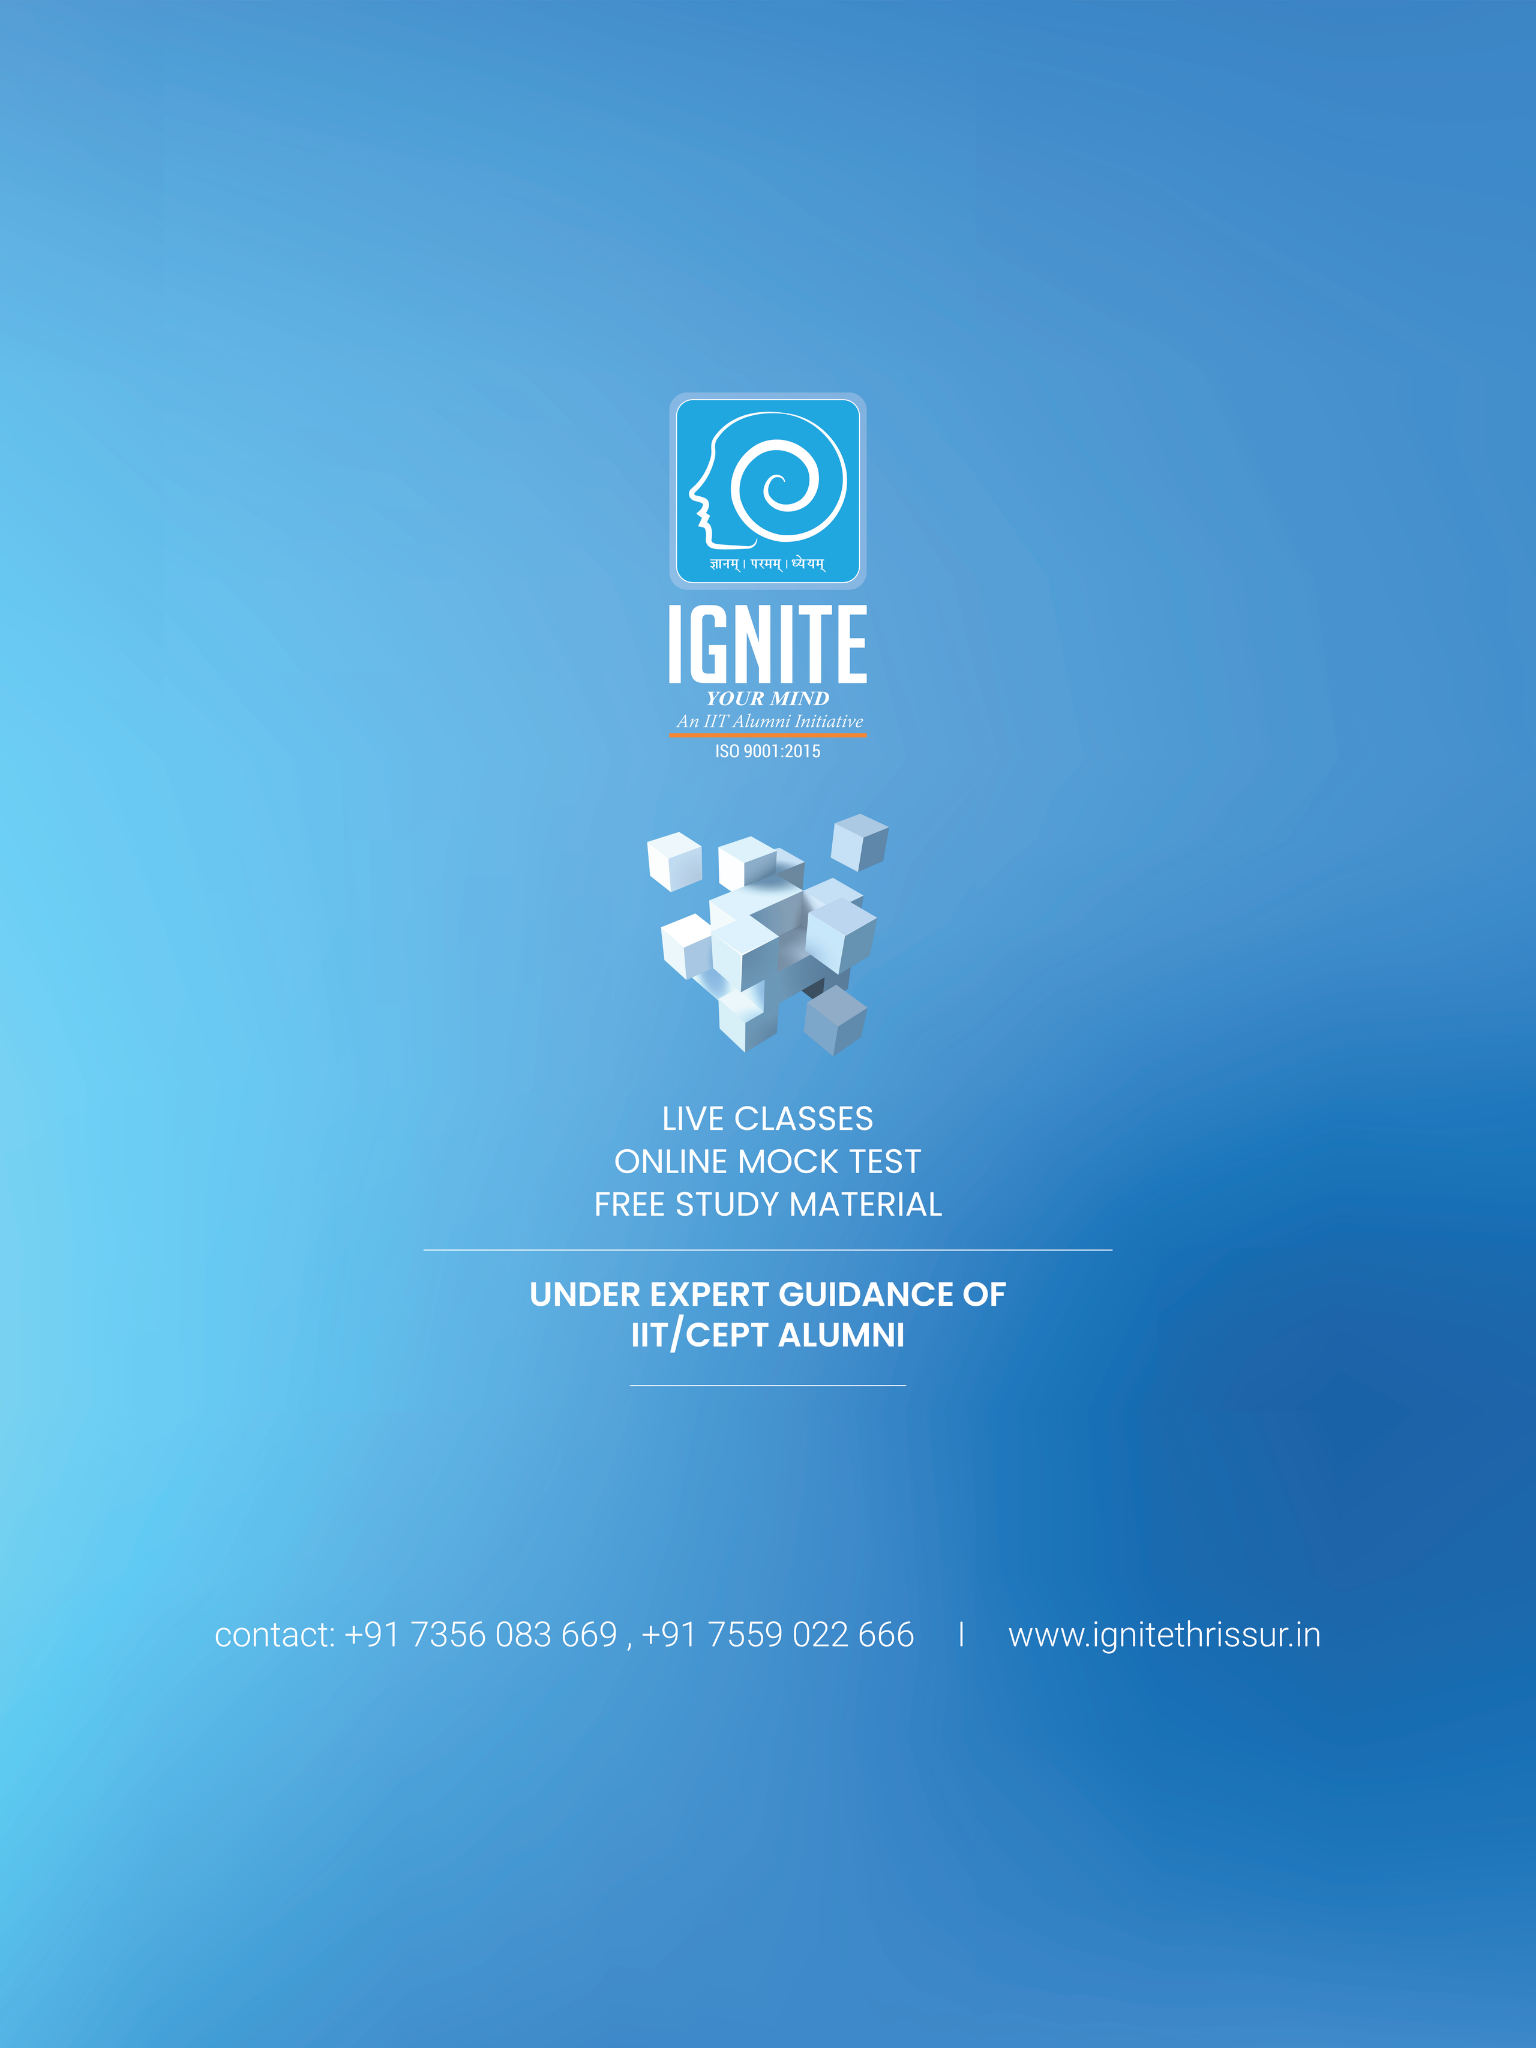 ज्ञानम् । परमम् । ध्येयम्
IGNITE
YOUR MIND
An IIT Alumni Initiative
ISO 9001:2015
LIVE CLASSES
ONLINE MOCK TEST
FREE STUDY MATERIAL
UNDER EXPERT GUIDANCE OF
IIT/CEPT ALUMNI
contact: +91 7356 083 669 , +91 7559 022 666 | www.ignitethrissur.in